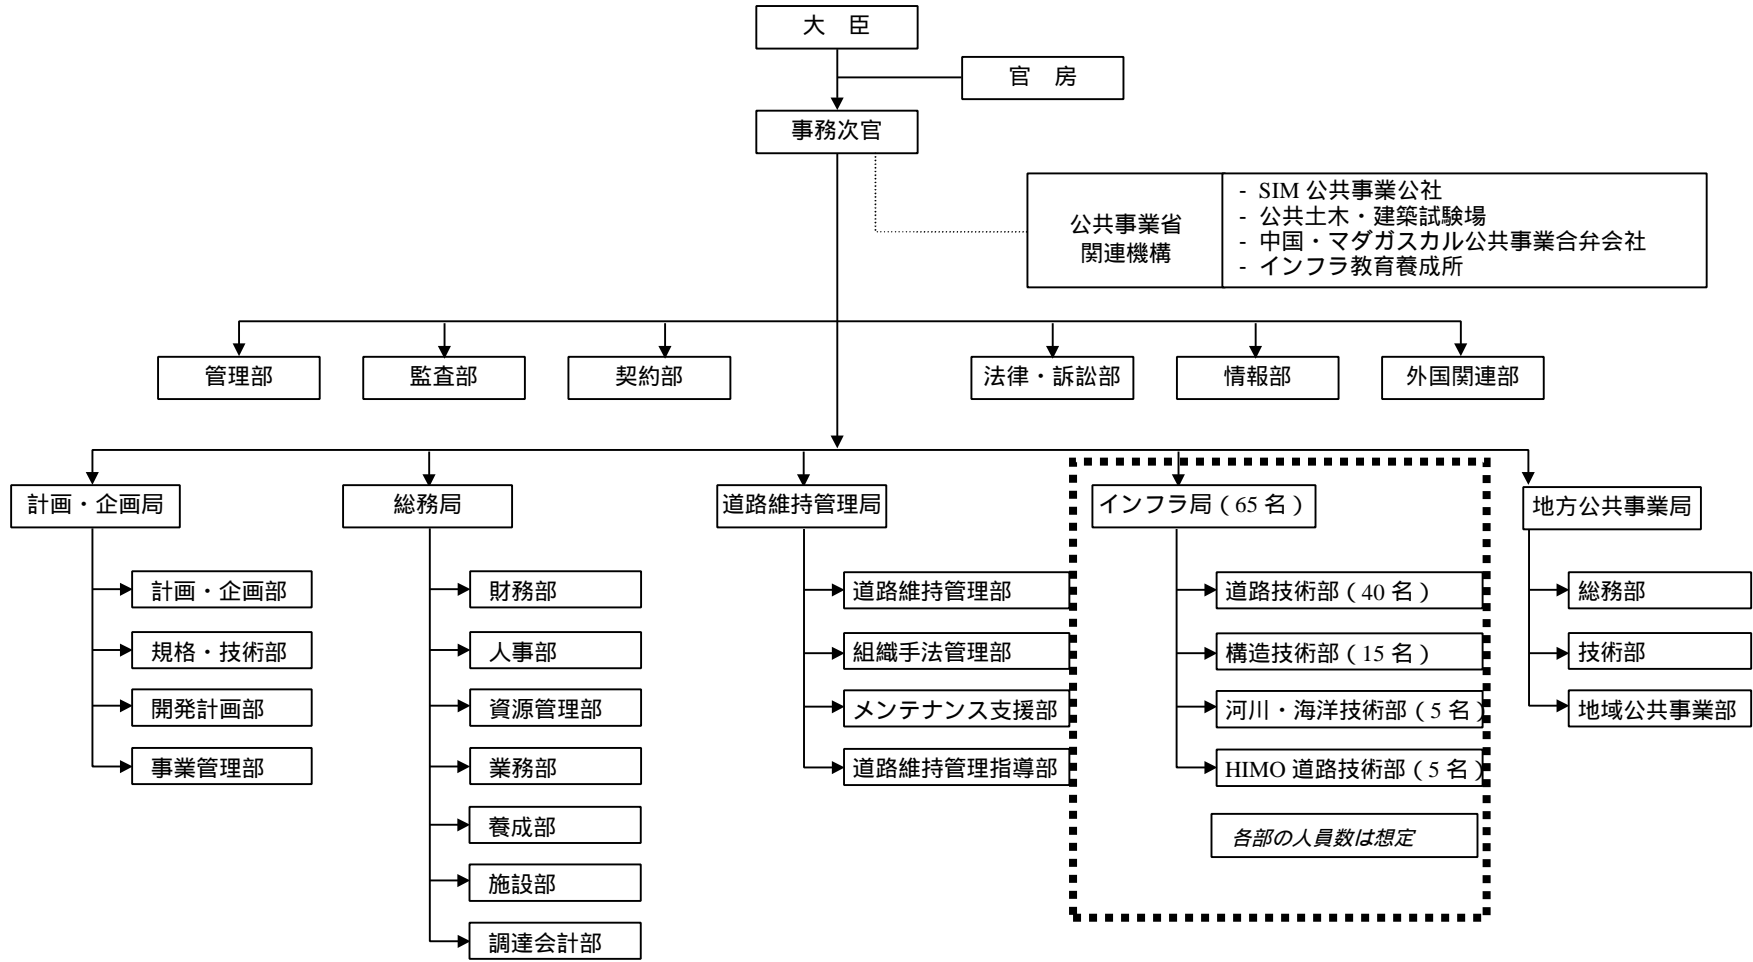 大　臣
官　房
事務次官
公共事業省
関連機構
- SIM 公共事業公社
- 公共土木・建築試験場
- 中国・マダガスカル公共事業合弁会社
- インフラ教育養成所
管理部
監査部
契約部
法律・訴訟部
情報部
外国関連部
計画・企画局
総務局
道路維持管理局
インフラ局（65 名）
地方公共事業局
計画・企画部
規格・技術部
開発計画部
事業管理部
財務部
人事部
資源管理部
業務部
養成部
施設部
調達会計部
道路維持管理部
組織手法管理部
メンテナンス支援部
道路維持管理指導部
道路技術部（40 名）
構造技術部（15 名）
河川・海洋技術部（5 名）
HIMO 道路技術部（5 名）
各部の人員数は想定
総務部
技術部
地域公共事業部